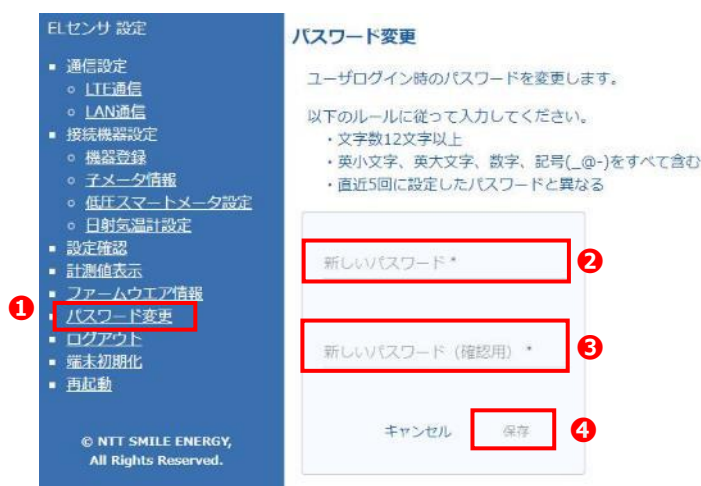 ELセンサ 設定
通信設定
LTE通信
LAN通信
接続機器設定
機器登録
子メータ情報
低圧スマートメータ設定
日射気温計設定
設定確認
計測値表示
ファームウエア情報
❶ パスワード変更
ログアウト
端末初期化
再起動
© NTT SMILE ENERGY,
All Rights Reserved.
パスワード変更
ユーザログイン時のパスワードを変更します。
以下のルールに従って入力してください。
・文字数12文字以上
・英小文字、英大文字、数字、記号(_@-)をすべて含む
・直近5回に設定したパスワードと異なる
新しいパスワード * ❷
新しいパスワード（確認用） * ❸
キャンセル 保存 ❹